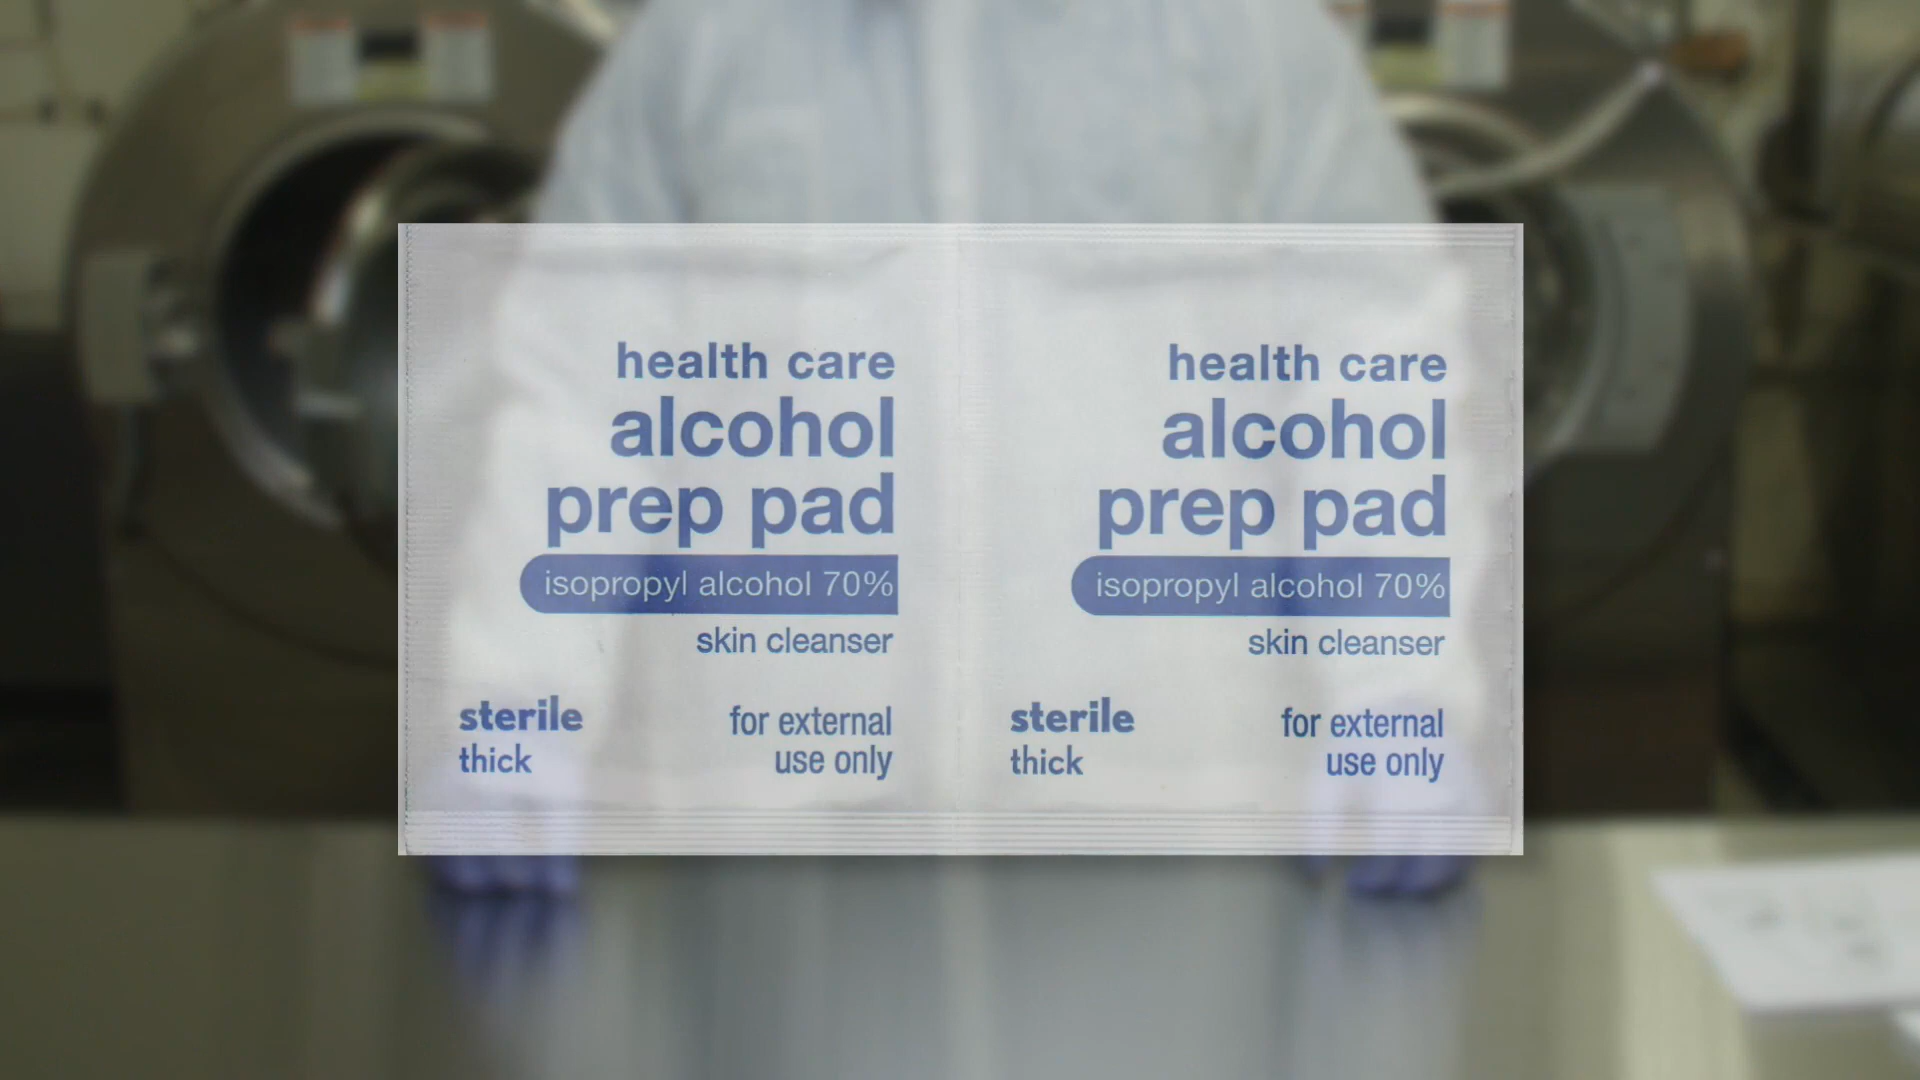 health care
alcohol
prep pad
isopropyl alcohol 70%
skin cleanser
sterile
thick
for external
use only
health care
alcohol
prep pad
isopropyl alcohol 70%
skin cleanser
sterile
thick
for external
use only